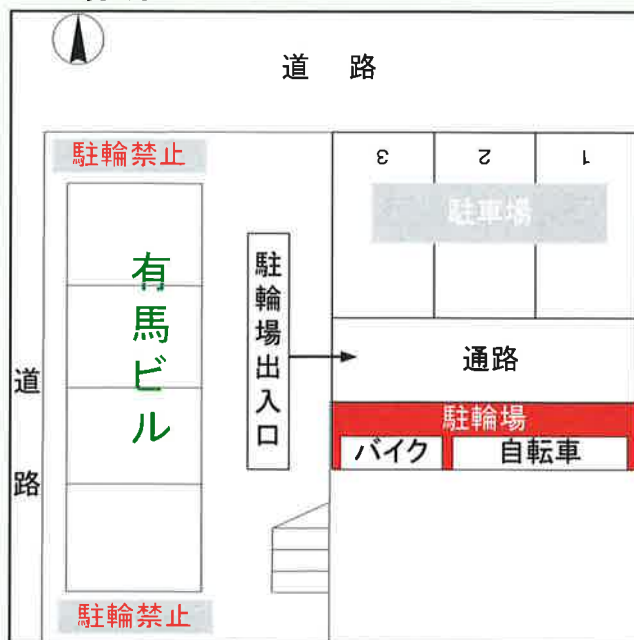 道 路
駐輪禁止
3 2 1
駐車場
有馬ビル
駐輪場出入口
通路
道路
駐輪場
バイク 自転車
駐輪禁止